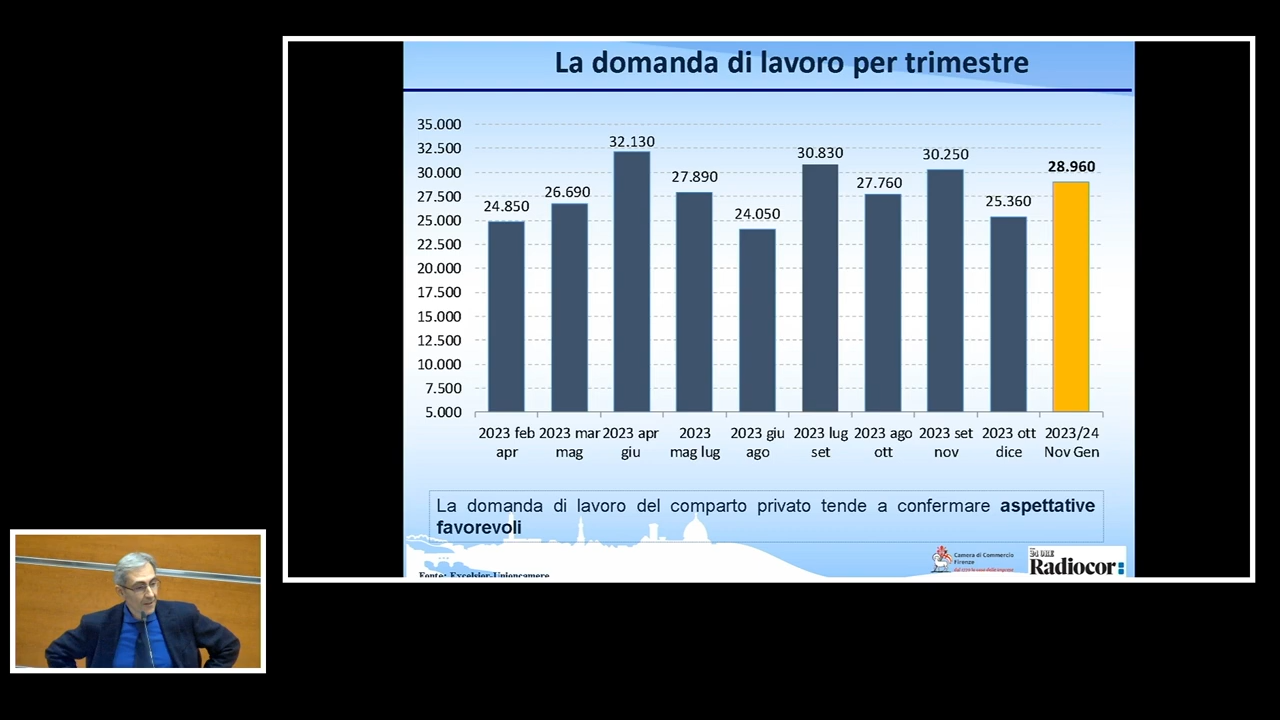 La domanda di lavoro per trimestre
35.000
32.500
30.000
27.500
25.000
22.500
20.000
17.500
15.000
12.500
10.000
7.500
5.000
24.850
26.690
32.130
27.890
24.050
30.830
27.760
30.250
25.360
28.960
2023 feb apr
2023 mar mag
2023 apr giu
2023 mag lug
2023 giu ago
2023 lug set
2023 ago ott
2023 set nov
2023 ott dice
2023/24 Nov Gen
La domanda di lavoro del comparto privato tende a confermare aspettative
favorevoli
Fonte: Excelsior-Unioncamere
Camera di Commercio
Firenze
24 ORE
Radiocor